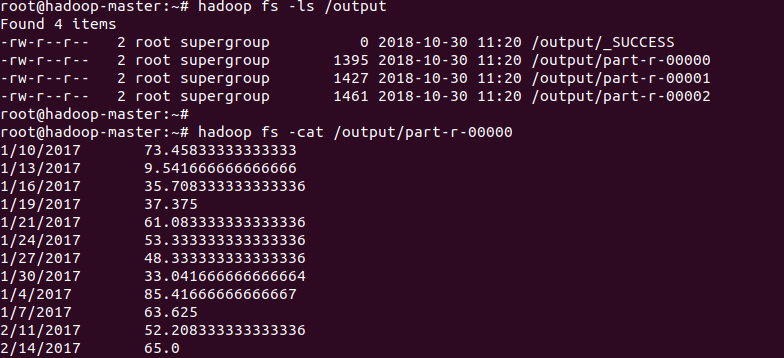 root@hadoop-master:~# hadoop fs -ls /output
Found 4 items
-rw-r--r--   2 root supergroup          0 2018-10-30 11:20 /output/_SUCCESS
-rw-r--r--   2 root supergroup       1395 2018-10-30 11:20 /output/part-r-00000
-rw-r--r--   2 root supergroup       1427 2018-10-30 11:20 /output/part-r-00001
-rw-r--r--   2 root supergroup       1461 2018-10-30 11:20 /output/part-r-00002
root@hadoop-master:~#
root@hadoop-master:~# hadoop fs -cat /output/part-r-00000
1/10/2017       73.45833333333333
1/13/2017       9.541666666666666
1/16/2017       35.708333333333336
1/19/2017       37.375
1/21/2017       61.083333333333336
1/24/2017       53.333333333333336
1/27/2017       48.333333333333336
1/30/2017       33.041666666666664
1/4/2017        85.41666666666667
1/7/2017        63.625
2/11/2017       52.208333333333336
2/14/2017       65.0